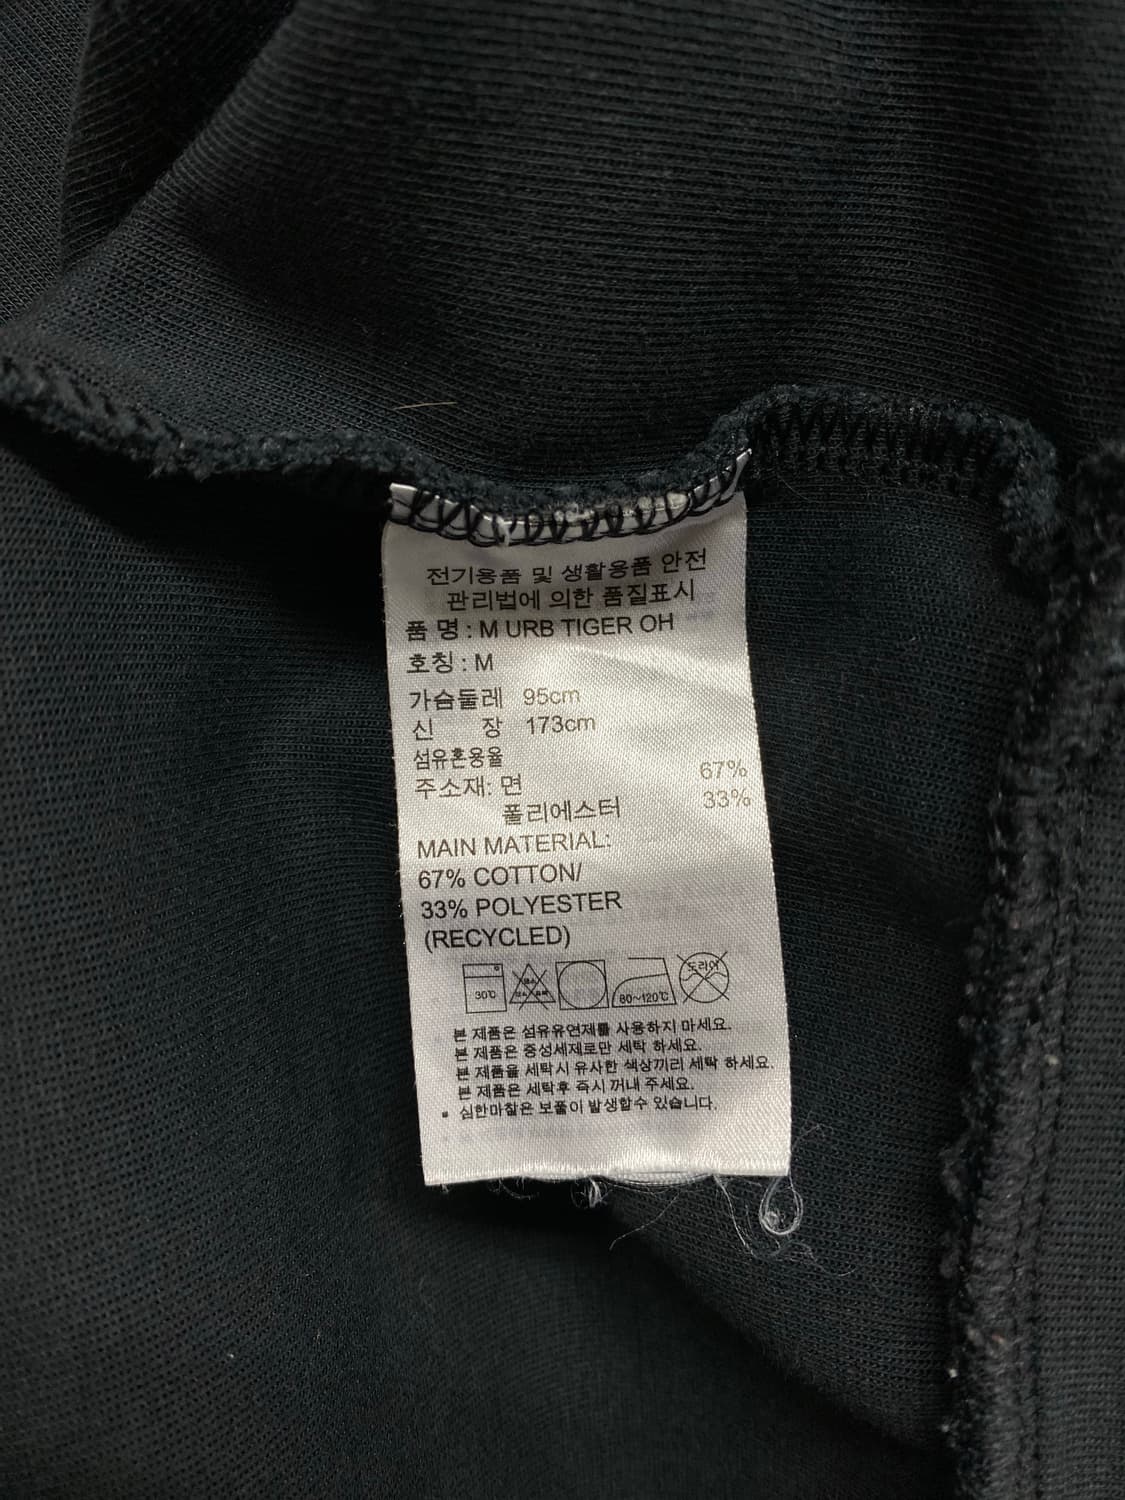 전기용품 및 생활용품 안전
관리법에 의한 품질표시
품 명 : M URB TIGER OH
호칭 : M
가슴둘레 95cm
신 장 173cm
섬유혼용율
주소재: 면 67%
폴리에스터 33%
MAIN MATERIAL:
67% COTTON/
33% POLYESTER
(RECYCLED)
30℃ 80~120℃ 드라이
본 제품은 섬유유연제를 사용하지 마세요.
본 제품은 중성세제로만 세탁 하세요.
본 제품을 세탁시 유사한 색상끼리 세탁 하세요.
본 제품은 세탁후 즉시 꺼내 주세요.
▪ 심한마찰은 보풀이 발생할수 있습니다.